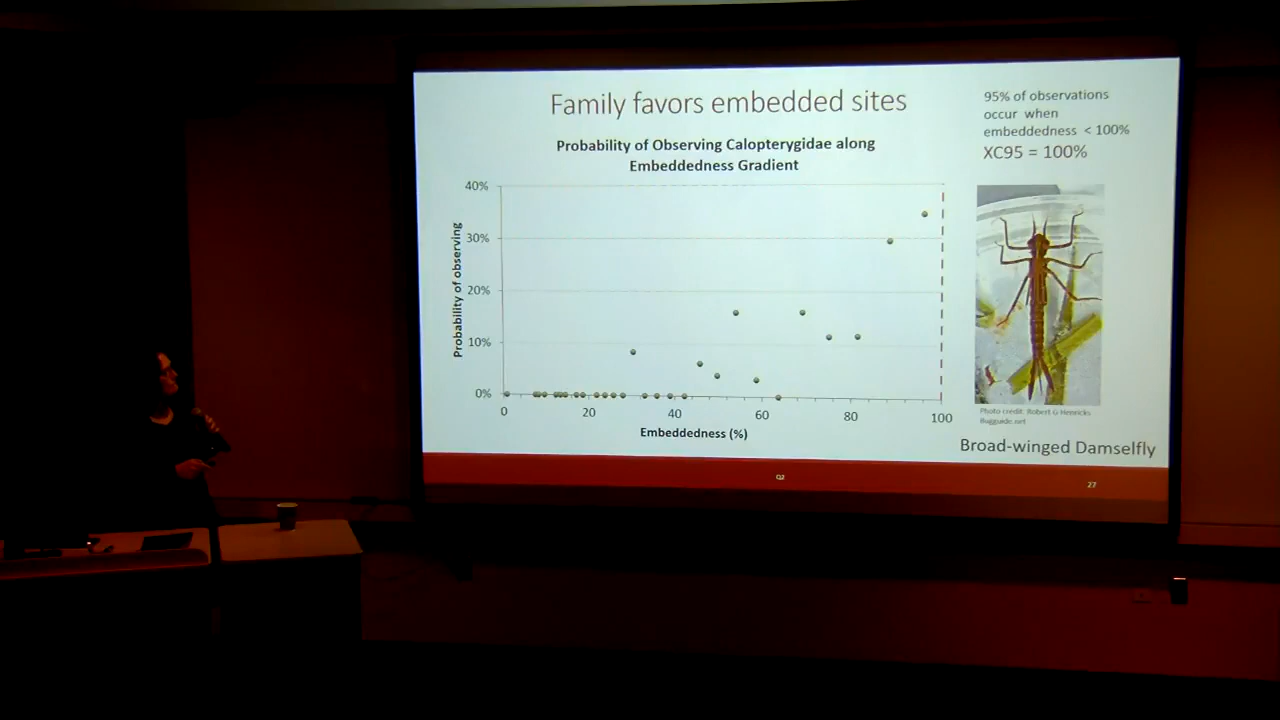 Family favors embedded sites
95% of observations
occur when
embeddedness < 100%
XC95 = 100%
Probability of Observing Calopterygidae along
Embeddedness Gradient
40%
30%
20%
10%
0%
Probability of observing
0 20 40 60 80 100
Embeddedness (%)
Photo credit: Robert G Henricks
Bugguide.net
Broad-winged Damselfly
Q2
27